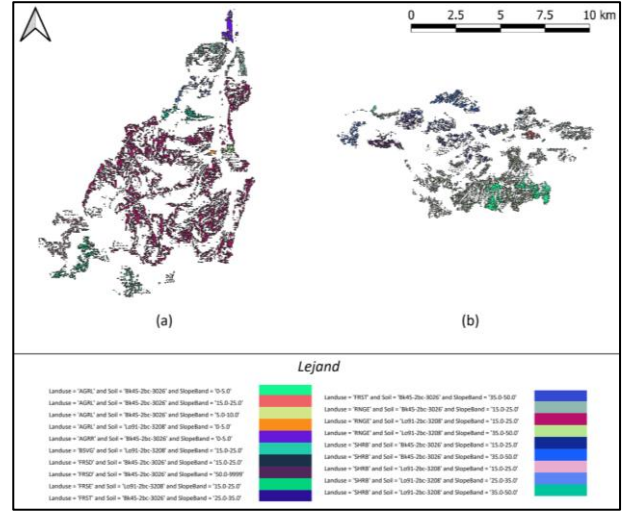 0 2.5 5 7.5 10 km
(a) (b)
Lejand
Landuse = 'AGRL' and Soil = 'Bk45-2bc-3026' and SlopeBand = '0-5.0'
Landuse = 'AGRL' and Soil = 'Bk45-2bc-3026' and SlopeBand = '15.0-25.0'
Landuse = 'AGRL' and Soil = 'Bk45-2bc-3026' and SlopeBand = '5.0-10.0'
Landuse = 'AGRL' and Soil = 'Lo91-2bc-3208' and SlopeBand = '0-5.0'
Landuse = 'AGRR' and Soil = 'Bk45-2bc-3026' and SlopeBand = '0-5.0'
Landuse = 'BSVG' and Soil = 'Lo91-2bc-3208' and SlopeBand = '15.0-25.0'
Landuse = 'FRSD' and Soil = 'Bk45-2bc-3026' and SlopeBand = '15.0-25.0'
Landuse = 'FRSD' and Soil = 'Bk45-2bc-3026' and SlopeBand = '50.0-9999'
Landuse = 'FRSE' and Soil = 'Lo91-2bc-3208' and SlopeBand = '15.0-25.0'
Landuse = 'FRST' and Soil = 'Bk45-2bc-3026' and SlopeBand = '25.0-35.0'
Landuse = 'FRST' and Soil = 'Bk45-2bc-3026' and SlopeBand = '35.0-50.0'
Landuse = 'RNGE' and Soil = 'Bk45-2bc-3026' and SlopeBand = '15.0-25.0'
Landuse = 'RNGE' and Soil = 'Lo91-2bc-3208' and SlopeBand = '15.0-25.0'
Landuse = 'RNGE' and Soil = 'Lo91-2bc-3208' and SlopeBand = '35.0-50.0'
Landuse = 'SHRB' and Soil = 'Bk45-2bc-3026' and SlopeBand = '15.0-25.0'
Landuse = 'SHRB' and Soil = 'Bk45-2bc-3026' and SlopeBand = '35.0-50.0'
Landuse = 'SHRB' and Soil = 'Lo91-2bc-3208' and SlopeBand = '15.0-25.0'
Landuse = 'SHRB' and Soil = 'Lo91-2bc-3208' and SlopeBand = '25.0-35.0'
Landuse = 'SHRB' and Soil = 'Lo91-2bc-3208' and SlopeBand = '35.0-50.0'